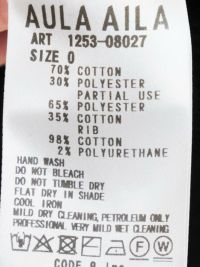 AULA AILA
ART 1253-08027
SIZE 0
70% COTTON
30% POLYESTER
PARTIAL USE
65% POLYESTER
35% COTTON
RIB
98% COTTON
2% POLYURETHANE
HAND WASH
DO NOT BLEACH
DO NOT TUMBLE DRY
FLAT DRY IN SHADE
COOL IRON
MILD DRY CLEANING, PETROLEUM ONLY
PROFESSIONAL VERY MILD WET CLEANING
F W
CODE